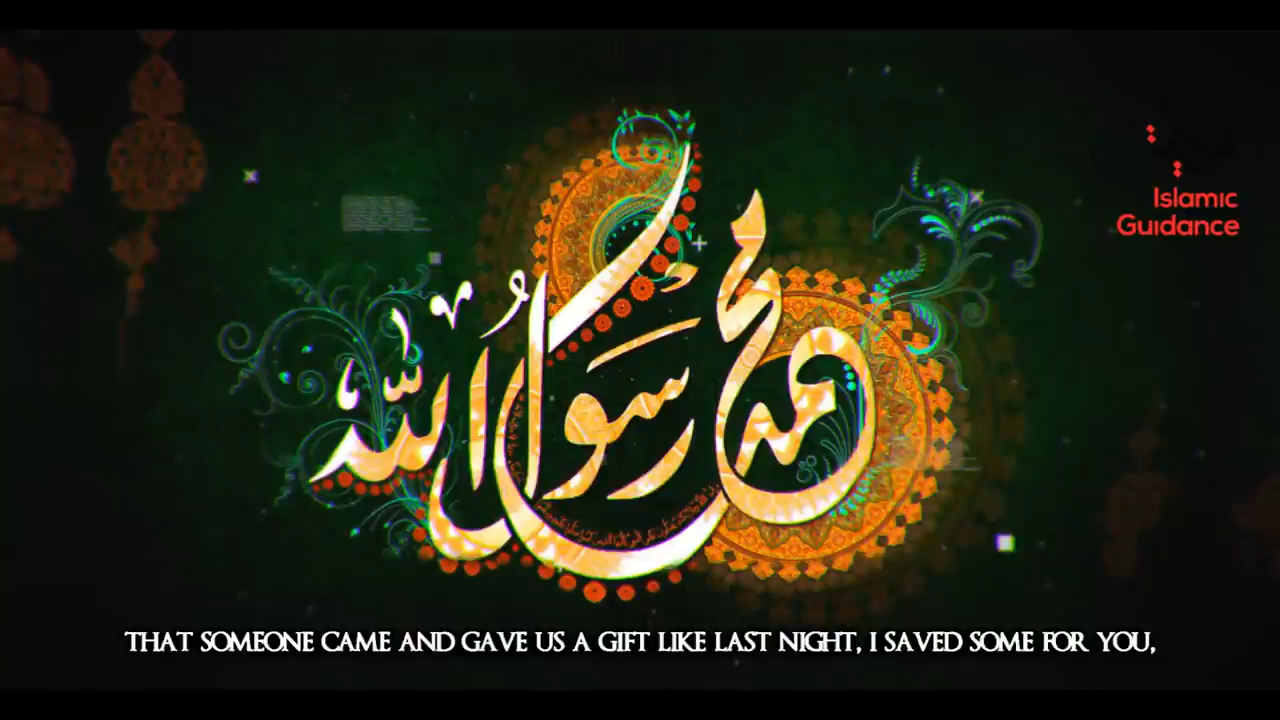 Islamic
Guidance
محمد رسول الله
THAT SOMEONE CAME AND GAVE US A GIFT LIKE LAST NIGHT, I SAVED SOME FOR YOU,